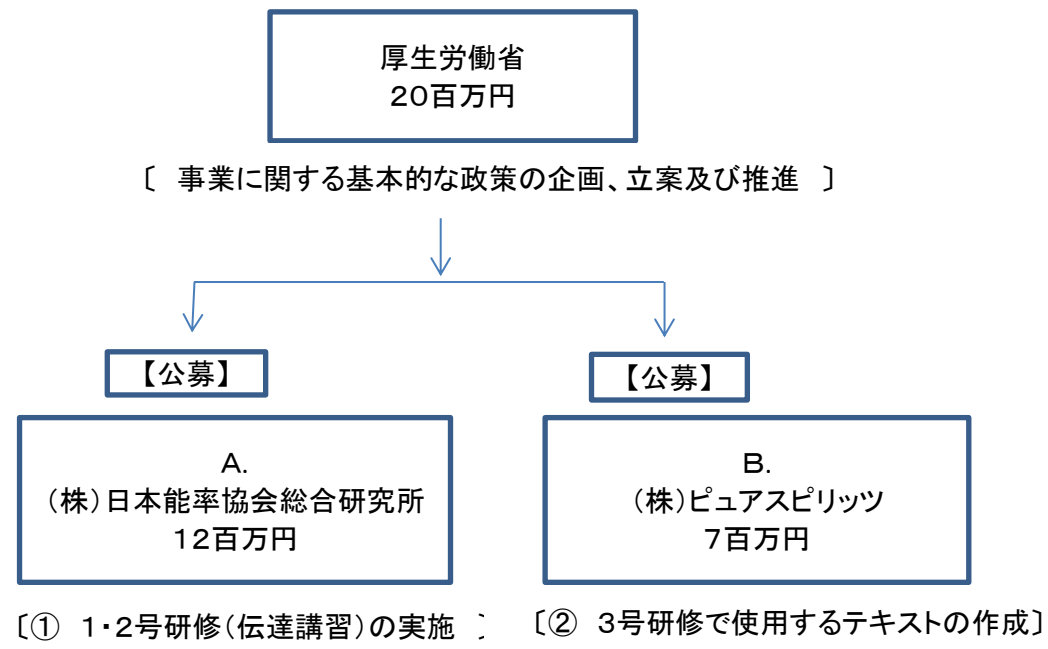 厚生労働省
20百万円
〔　事業に関する基本的な政策の企画、立案及び推進　〕
【公募】
【公募】
A.
(株)日本能率協会総合研究所
12百万円
B.
(株)ピュアスピリッツ
7百万円
〔①　1・2号研修(伝達講習)の実施　〕
〔②　3号研修で使用するテキストの作成〕